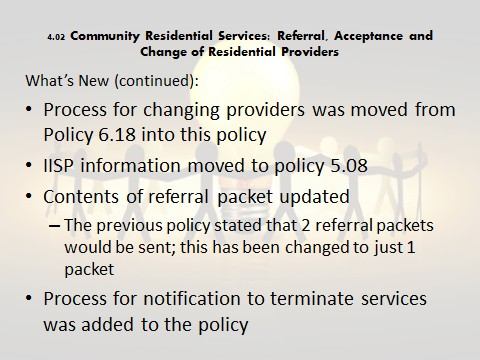 4.02 Community Residential Services: Referral, Acceptance and
Change of Residential Providers
What's New (continued):
• Process for changing providers was moved from
Policy 6.18 into this policy
• IISP information moved to policy 5.08
• Contents of referral packet updated
– The previous policy stated that 2 referral packets
would be sent; this has been changed to just 1
packet
• Process for notification to terminate services
was added to the policy